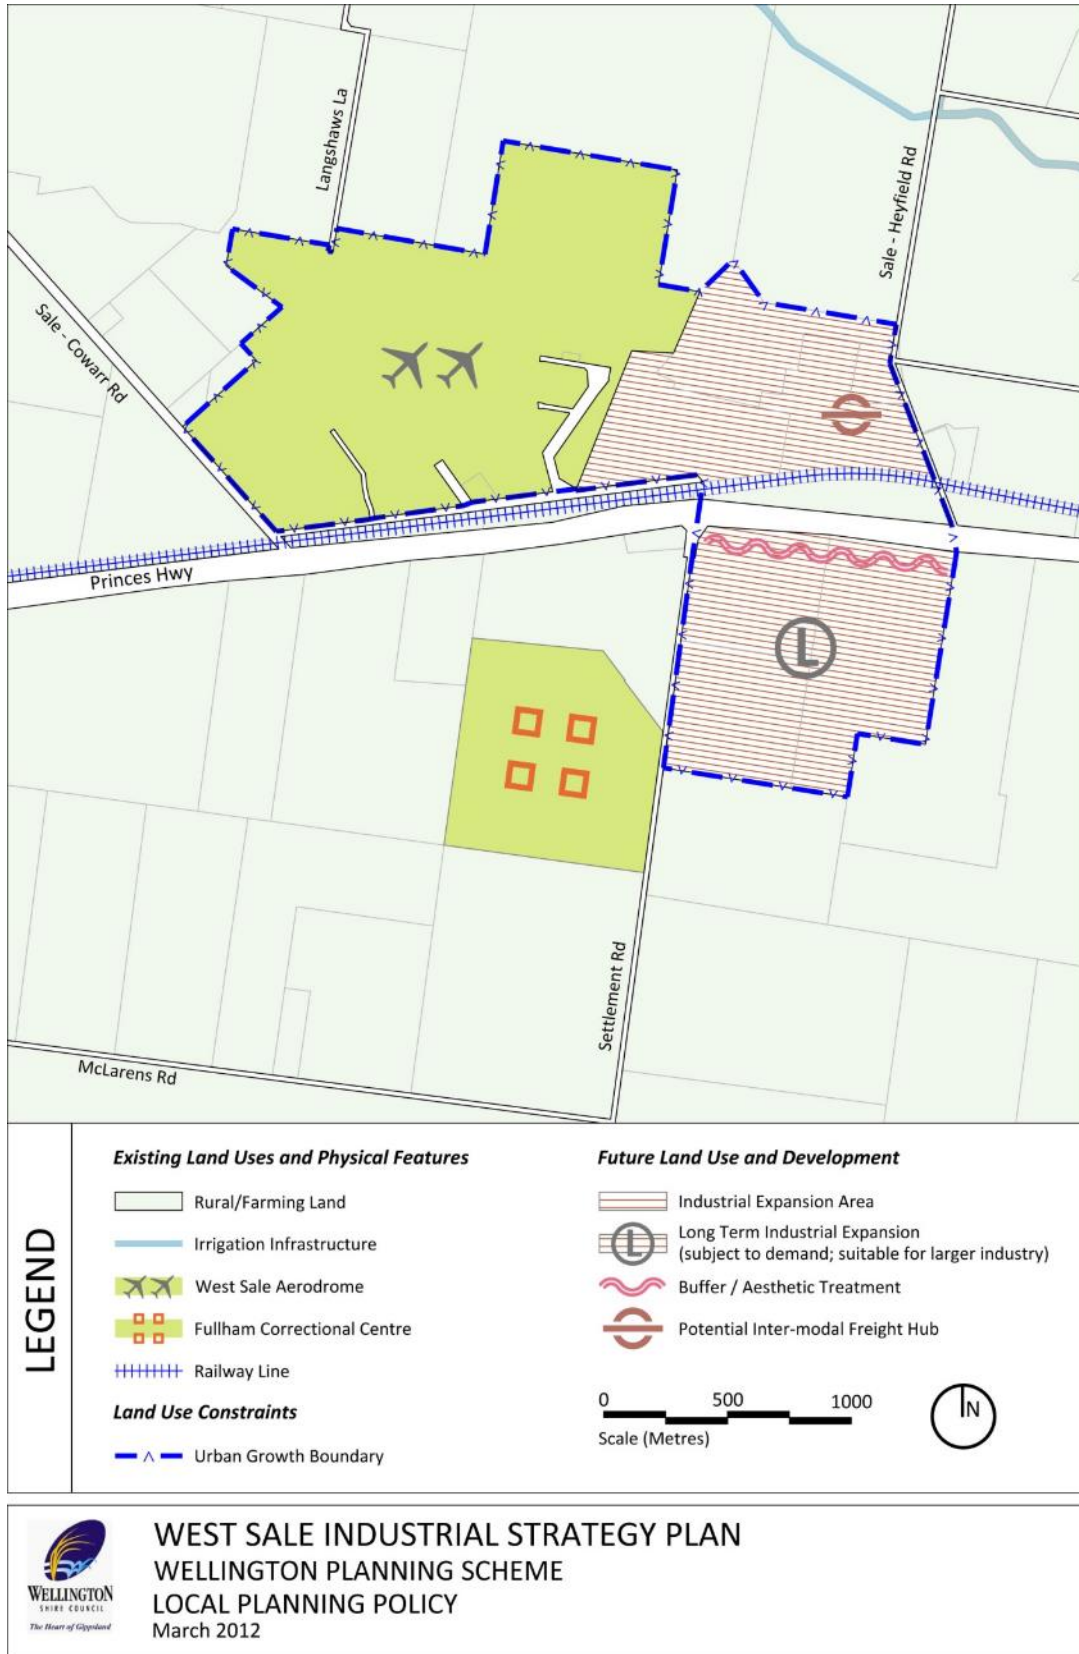 Langshaws La
Sale - Heyfield Rd
Sale - Cowarr Rd
Princes Hwy
L
Settlement Rd
McLarens Rd
LEGEND
Existing Land Uses and Physical Features
Rural/Farming Land
Irrigation Infrastructure
West Sale Aerodrome
Fullham Correctional Centre
Railway Line
Land Use Constraints
Urban Growth Boundary
Future Land Use and Development
Industrial Expansion Area
L
Long Term Industrial Expansion
(subject to demand; suitable for larger industry)
Buffer / Aesthetic Treatment
Potential Inter-modal Freight Hub
0 500 1000
Scale (Metres)
N
WELLINGTON
SHIRE COUNCIL
The Heart of Gippsland
WEST SALE INDUSTRIAL STRATEGY PLAN
WELLINGTON PLANNING SCHEME
LOCAL PLANNING POLICY
March 2012